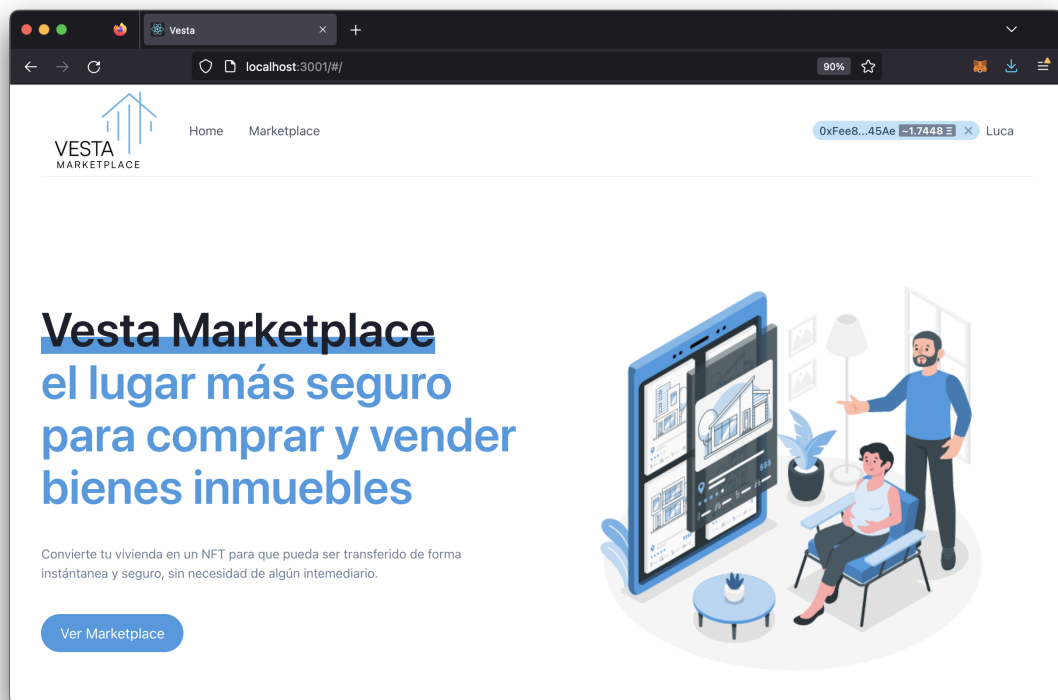 Vesta
localhost:3001/#/
90%
VESTA
MARKETPLACE
Home
Marketplace
0xFee8...45Ae ~1.7448 Ξ
Luca
Vesta Marketplace
el lugar más seguro
para comprar y vender
bienes inmuebles
Convierte tu vivienda en un NFT para que pueda ser transferido de forma
instántanea y seguro, sin necesidad de algún intemediario.
Ver Marketplace
$$$